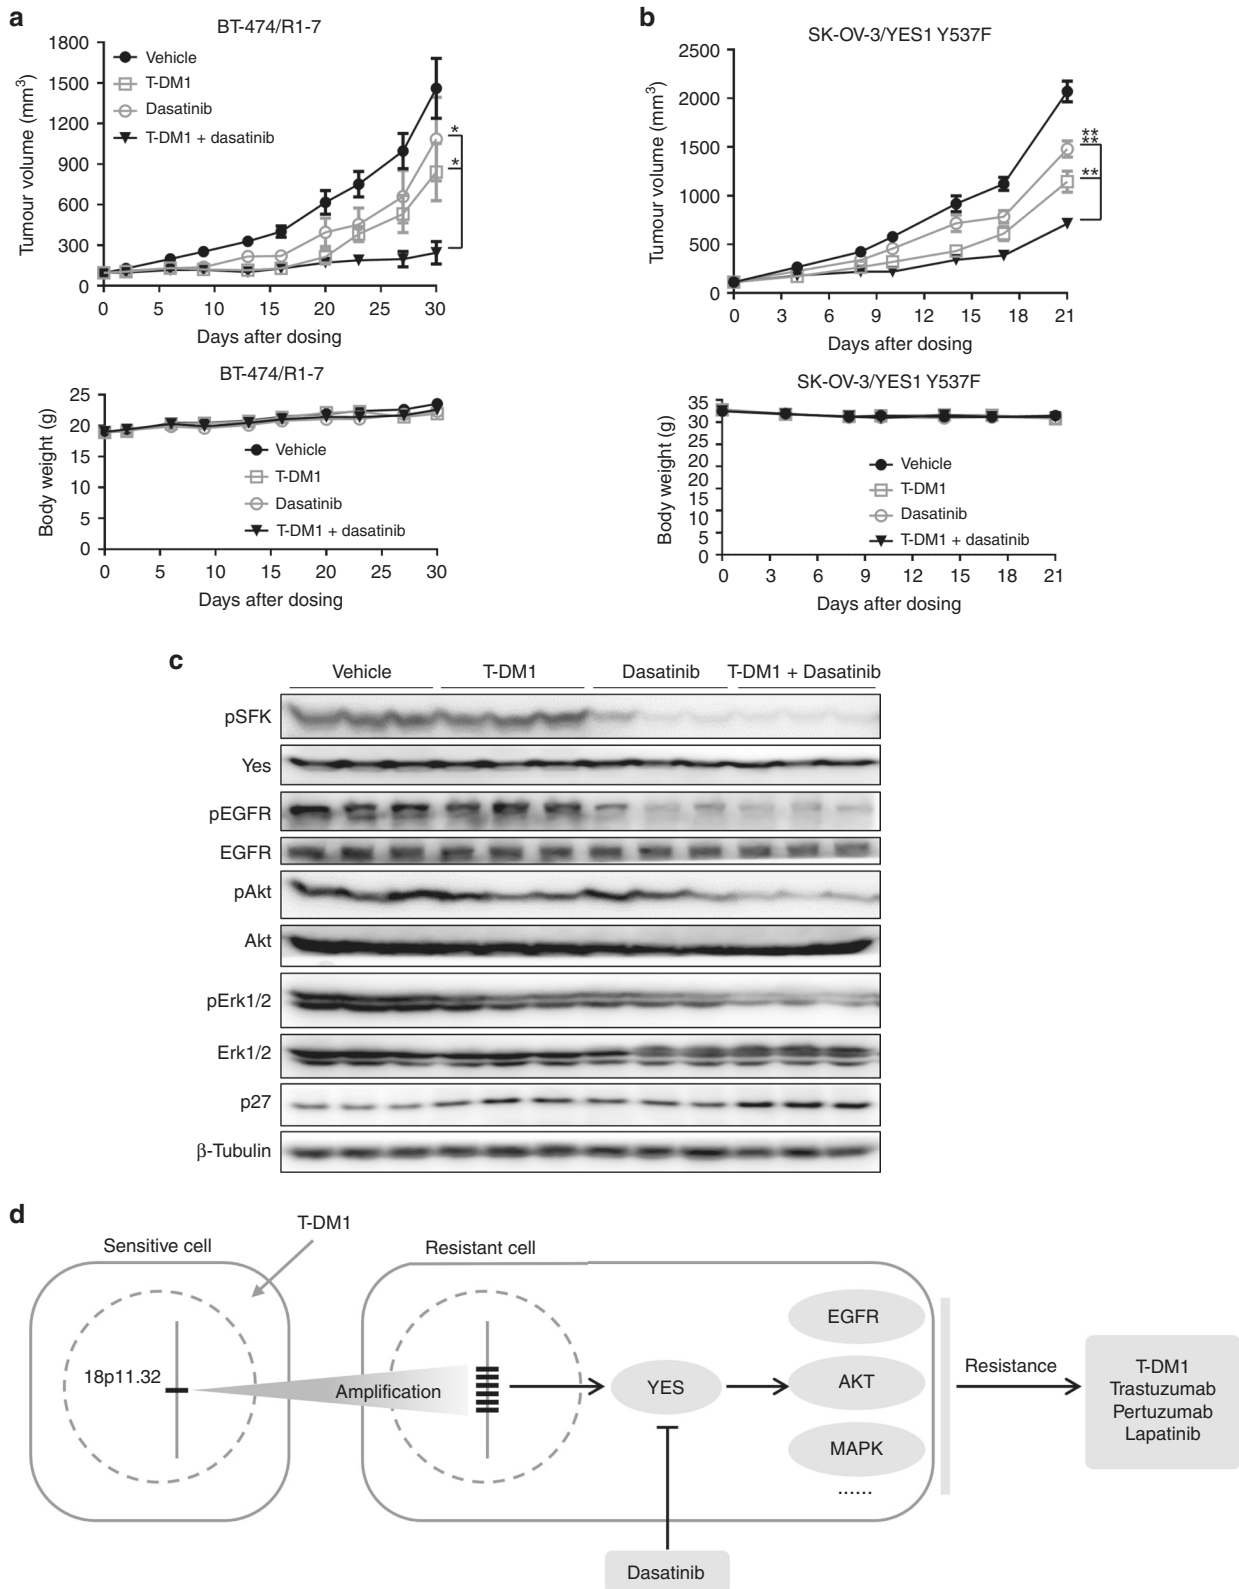 a
BT-474/R1-7
Tumour volume (mm³)
1800
1500
1200
900
600
300
0
Vehicle
T-DM1
Dasatinib
T-DM1 + dasatinib
*
*
0 5 10 15 20 25 30
Days after dosing
BT-474/R1-7
Body weight (g)
25
20
15
10
5
0
Vehicle
T-DM1
Dasatinib
T-DM1 + dasatinib
0 5 10 15 20 25 30
Days after dosing
b
SK-OV-3/YES1 Y537F
Tumour volume (mm³)
2500
2000
1500
1000
500
0
**
**
**
0 3 6 9 12 15 18 21
Days after dosing
SK-OV-3/YES1 Y537F
Body weight (g)
35
30
25
20
20
15
10
5
0
Vehicle
T-DM1
Dasatinib
T-DM1 + dasatinib
0 3 6 9 12 14 17 18 21
Days after dosing
c
Vehicle T-DM1 Dasatinib T-DM1 + Dasatinib
pSFK
Yes
pEGFR
EGFR
pAkt
Akt
pErk1/2
Erk1/2
p27
β-Tubulin
d
T-DM1
Sensitive cell
Resistant cell
18p11.32
Amplification
YES
EGFR
AKT
MAPK
......
Dasatinib
Resistance
T-DM1
Trastuzumab
Pertuzumab
Lapatinib